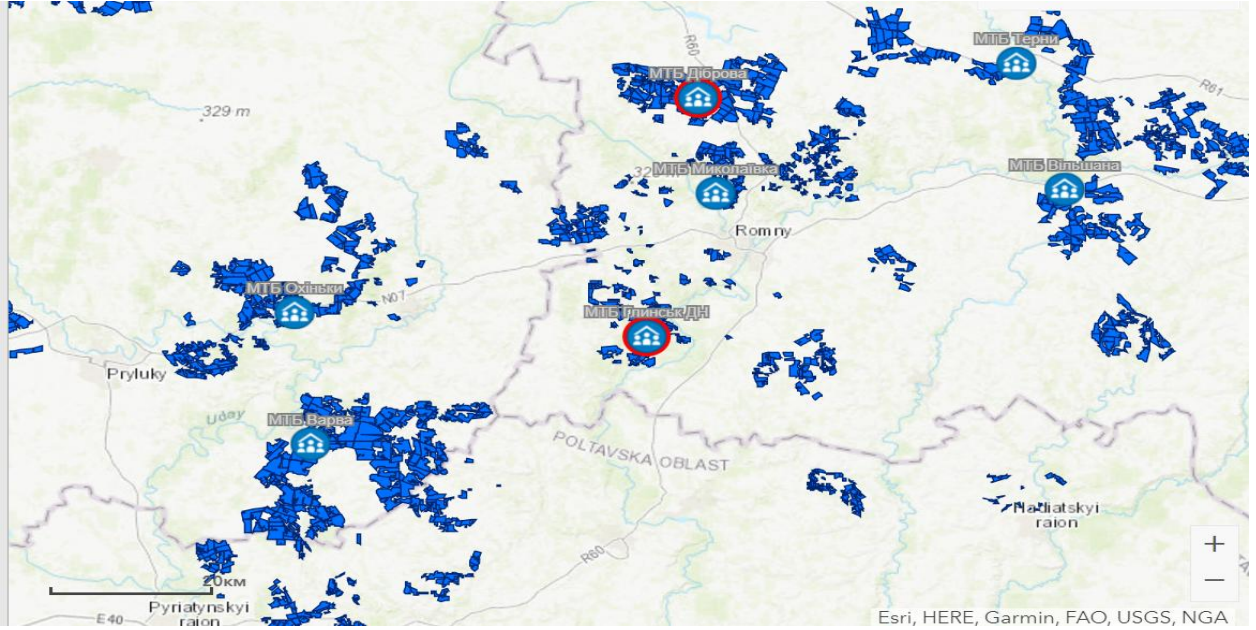 R60
МТБ Терни
МТБ Діброва
R61
329 m
МТБ Миколаївка
МТБ Вільшана
Romny
МТБ Охіньки
N07
МТБ Глинськ ДН
Pryluky
Uday
МТБ Варва
POLTAVSKA OBLAST
Hadiatskyi
raion
+
R60
20км
−
Pyriatynskyi
raion
E40
Esri, HERE, Garmin, FAO, USGS, NGA